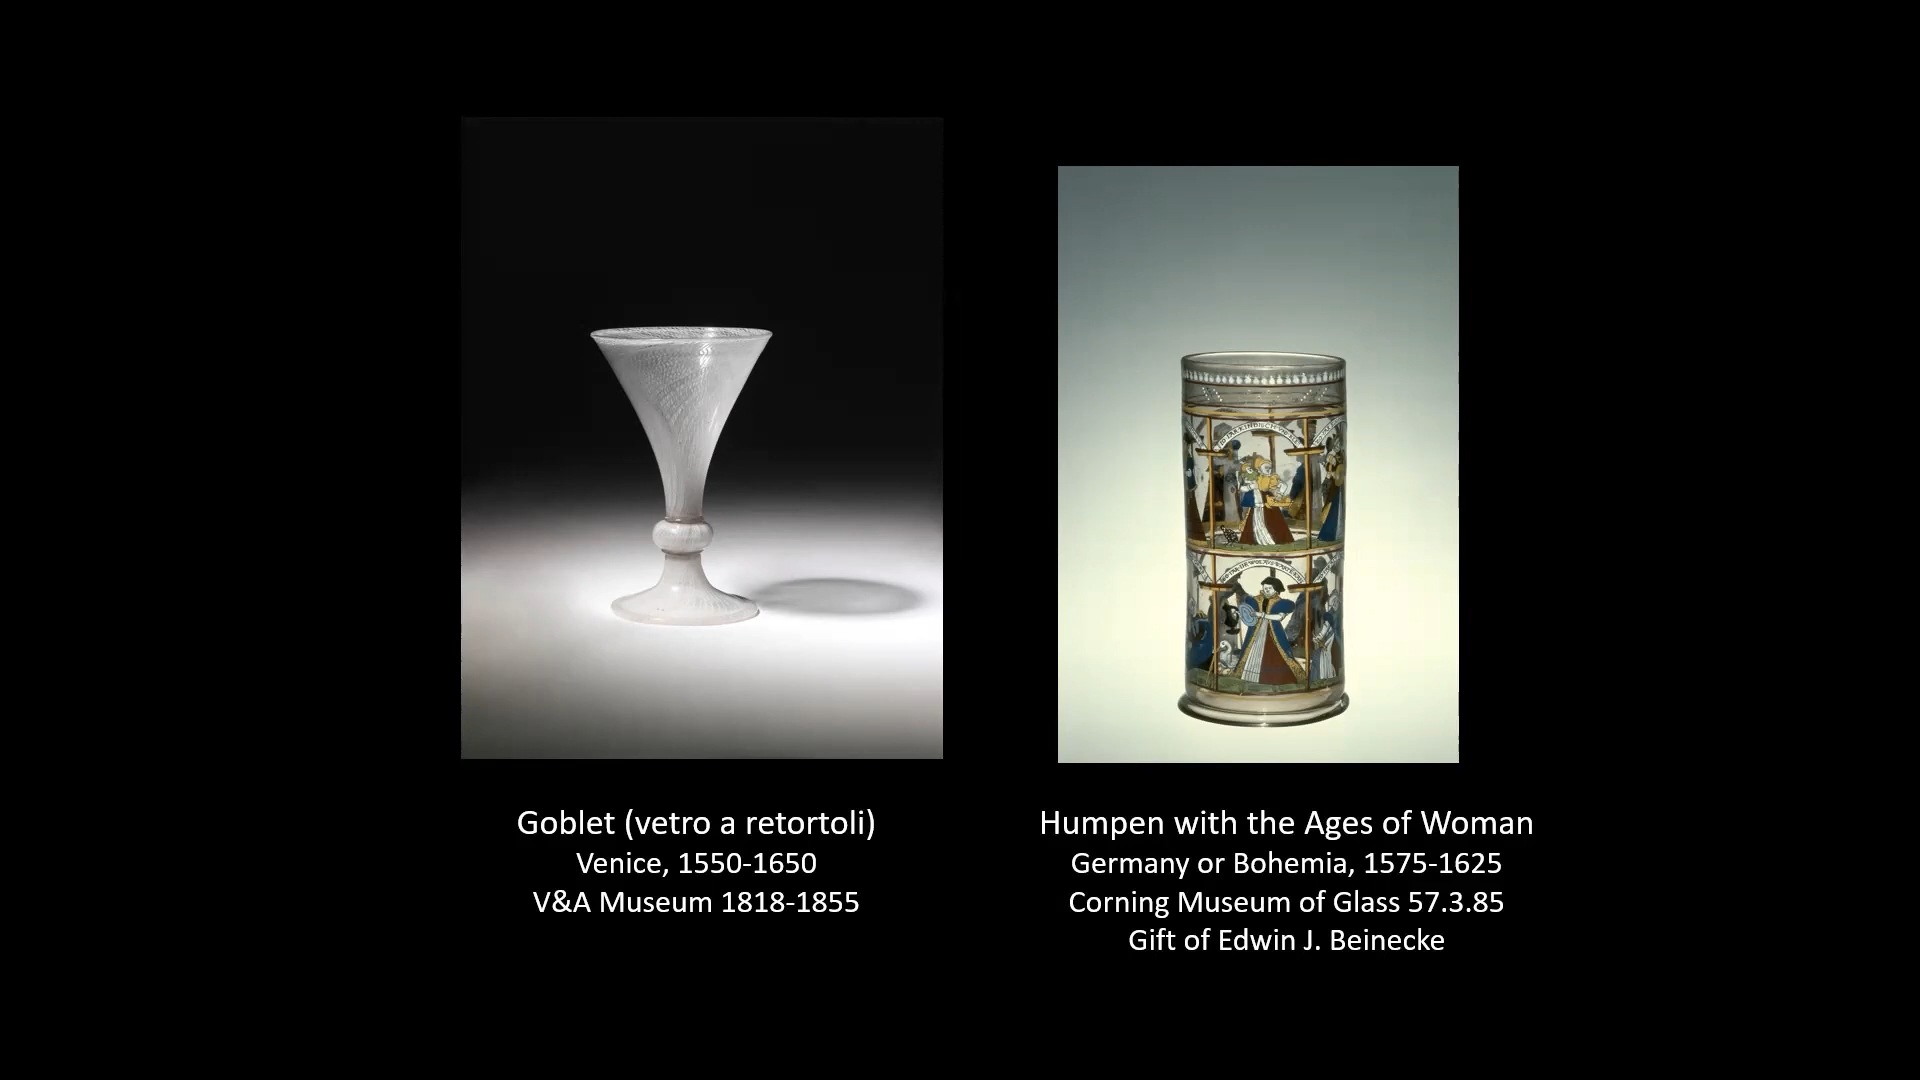 Goblet (vetro a retortoli)
Venice, 1550-1650
V&A Museum 1818-1855
Humpen with the Ages of Woman
Germany or Bohemia, 1575-1625
Corning Museum of Glass 57.3.85
Gift of Edwin J. Beinecke